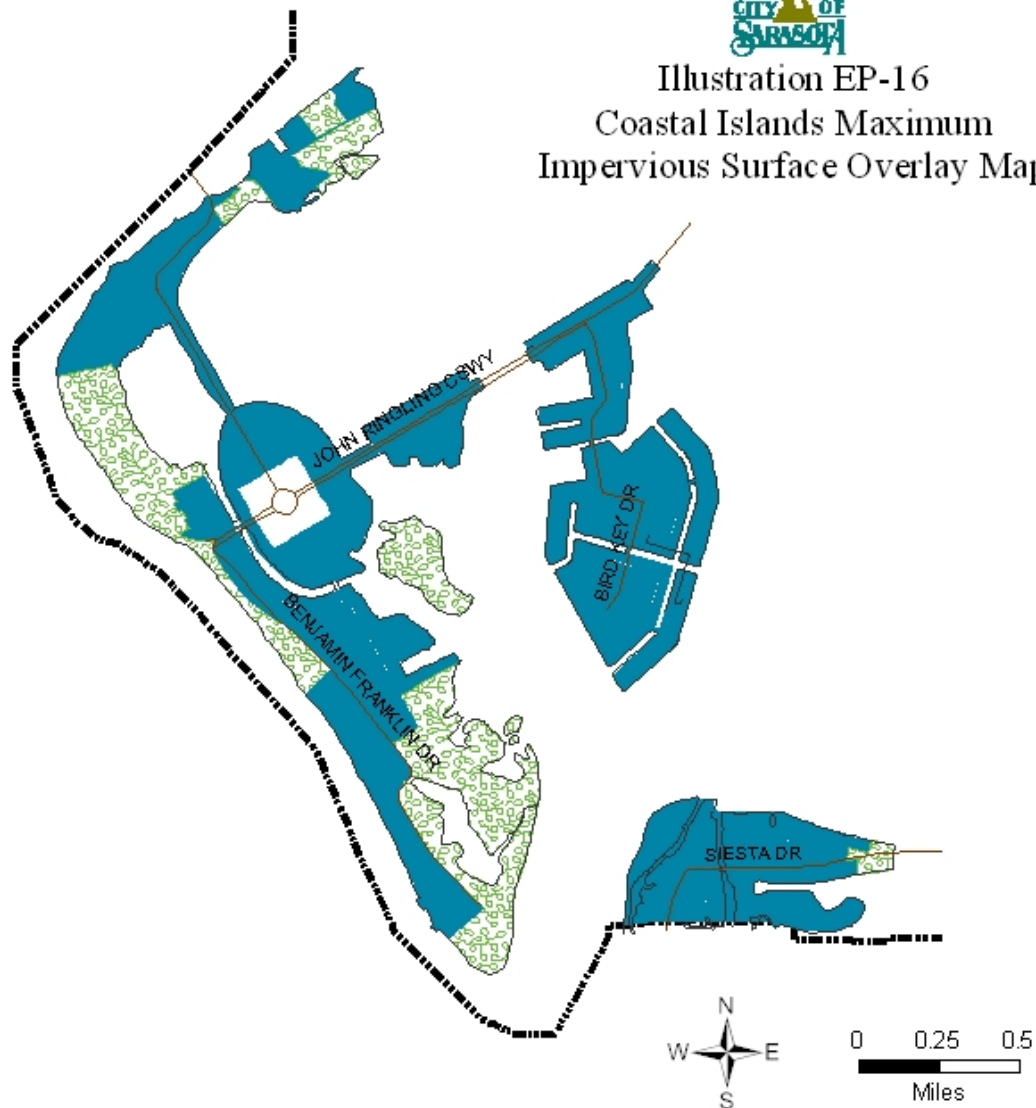 CITY OF
SARASOTA
Illustration EP-16
Coastal Islands Maximum
Impervious Surface Overlay Map
JOHN RINGLING CSWY
BIRD KEY DR
BENJAMIN FRANKLIN DR
SIESTA DR
N
W E
S
0 0.25 0.5
Miles